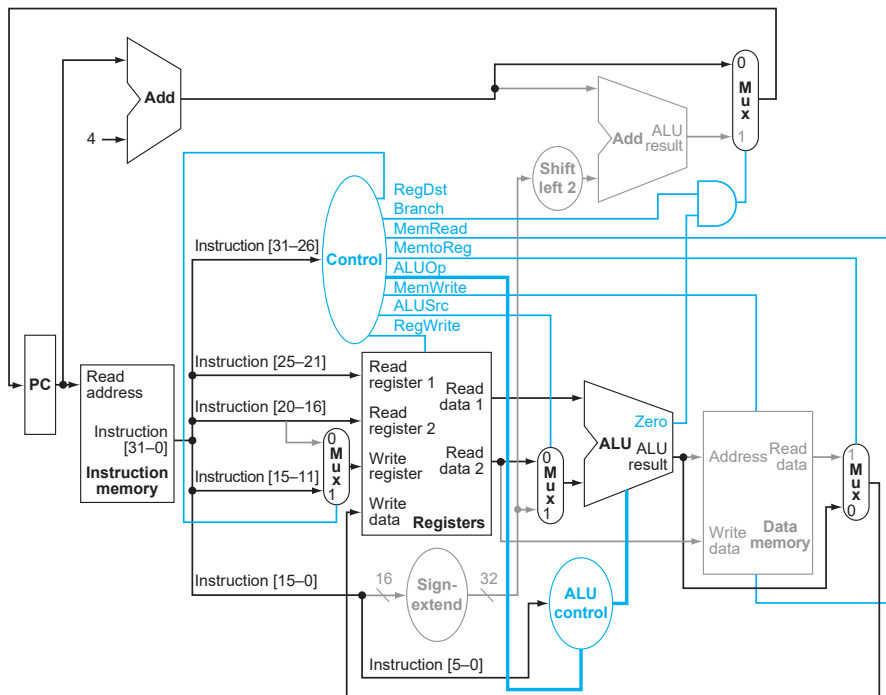 0
M
u
x
1
Add
4
Add
ALU
result
Shift
left 2
RegDst
Branch
MemRead
MemtoReg
ALUOp
MemWrite
ALUSrc
RegWrite
Instruction [31–26]
Control
PC
Read
address
Instruction
[31–0]
Instruction
memory
Instruction [25–21]
Instruction [20–16]
Instruction [15–11]
0
M
u
x
1
Read
register 1
Read
register 2
Write
register
Write
data
Read
data 1
Read
data 2
Registers
0
M
u
x
1
Zero
ALU
ALU
result
Address
Read
data
Write
data
Data
memory
1
M
u
x
0
Instruction [15–0]
16
Sign-
extend
32
ALU
control
Instruction [5–0]